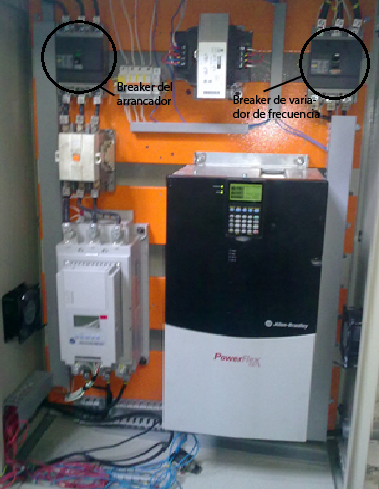 Breaker del
arrancador
Breaker de varia-
dor de frecuencia
Allen-Bradley
PowerFlex